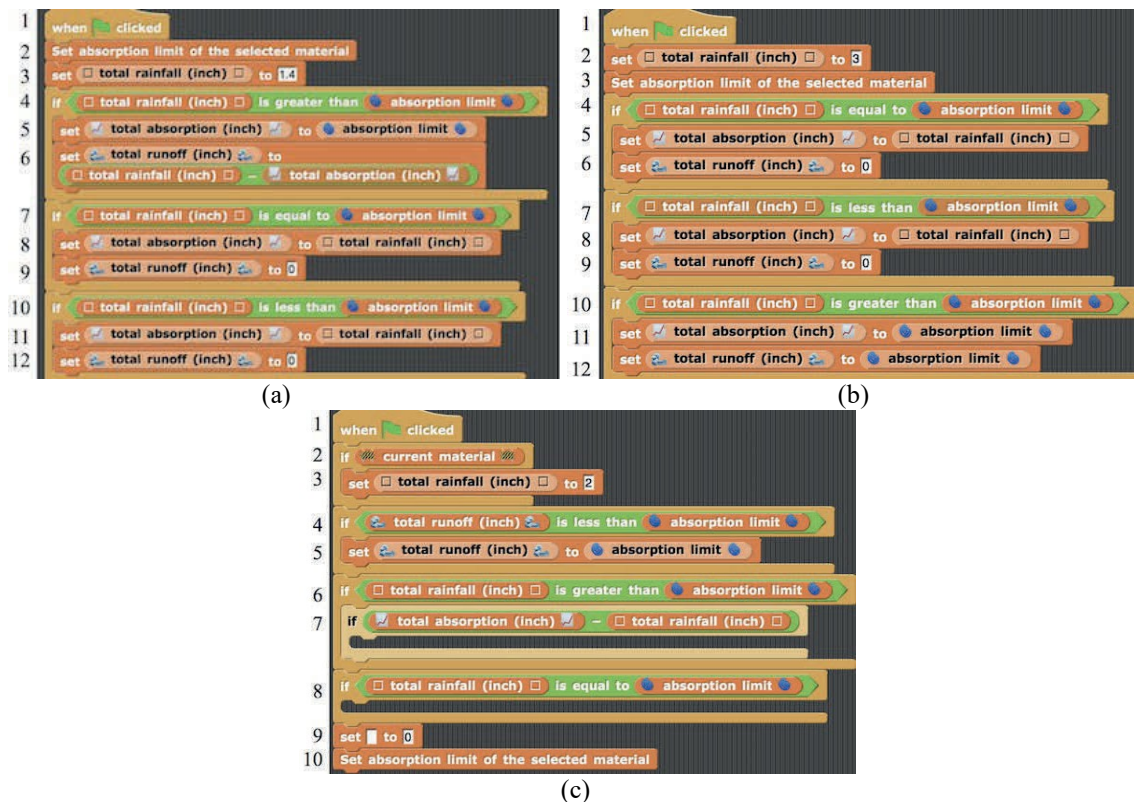 1 when clicked
2 Set absorption limit of the selected material
3 set total rainfall (inch) to 1.4
4 if total rainfall (inch) is greater than absorption limit
5 set total absorption (inch) to absorption limit
6 set total runoff (inch) to
total rainfall (inch) - total absorption (inch)
7 if total rainfall (inch) is equal to absorption limit
8 set total absorption (inch) to total rainfall (inch)
9 set total runoff (inch) to 0
10 if total rainfall (inch) is less than absorption limit
11 set total absorption (inch) to total rainfall (inch)
12 set total runoff (inch) to 0
(a)
1 when clicked
2 set total rainfall (inch) to 3
3 Set absorption limit of the selected material
4 if total rainfall (inch) is equal to absorption limit
5 set total absorption (inch) to total rainfall (inch)
6 set total runoff (inch) to 0
7 if total rainfall (inch) is less than absorption limit
8 set total absorption (inch) to total rainfall (inch)
9 set total runoff (inch) to 0
10 if total rainfall (inch) is greater than absorption limit
11 set total absorption (inch) to absorption limit
12 set total runoff (inch) to absorption limit
(b)
1 when clicked
2 if current material
3 set total rainfall (inch) to 2
4 if total runoff (inch) is less than absorption limit
5 set total runoff (inch) to absorption limit
6 if total rainfall (inch) is greater than absorption limit
7 if total absorption (inch) - total rainfall (inch)
8 if total rainfall (inch) is equal to absorption limit
9 set to 0
10 Set absorption limit of the selected material
(c)